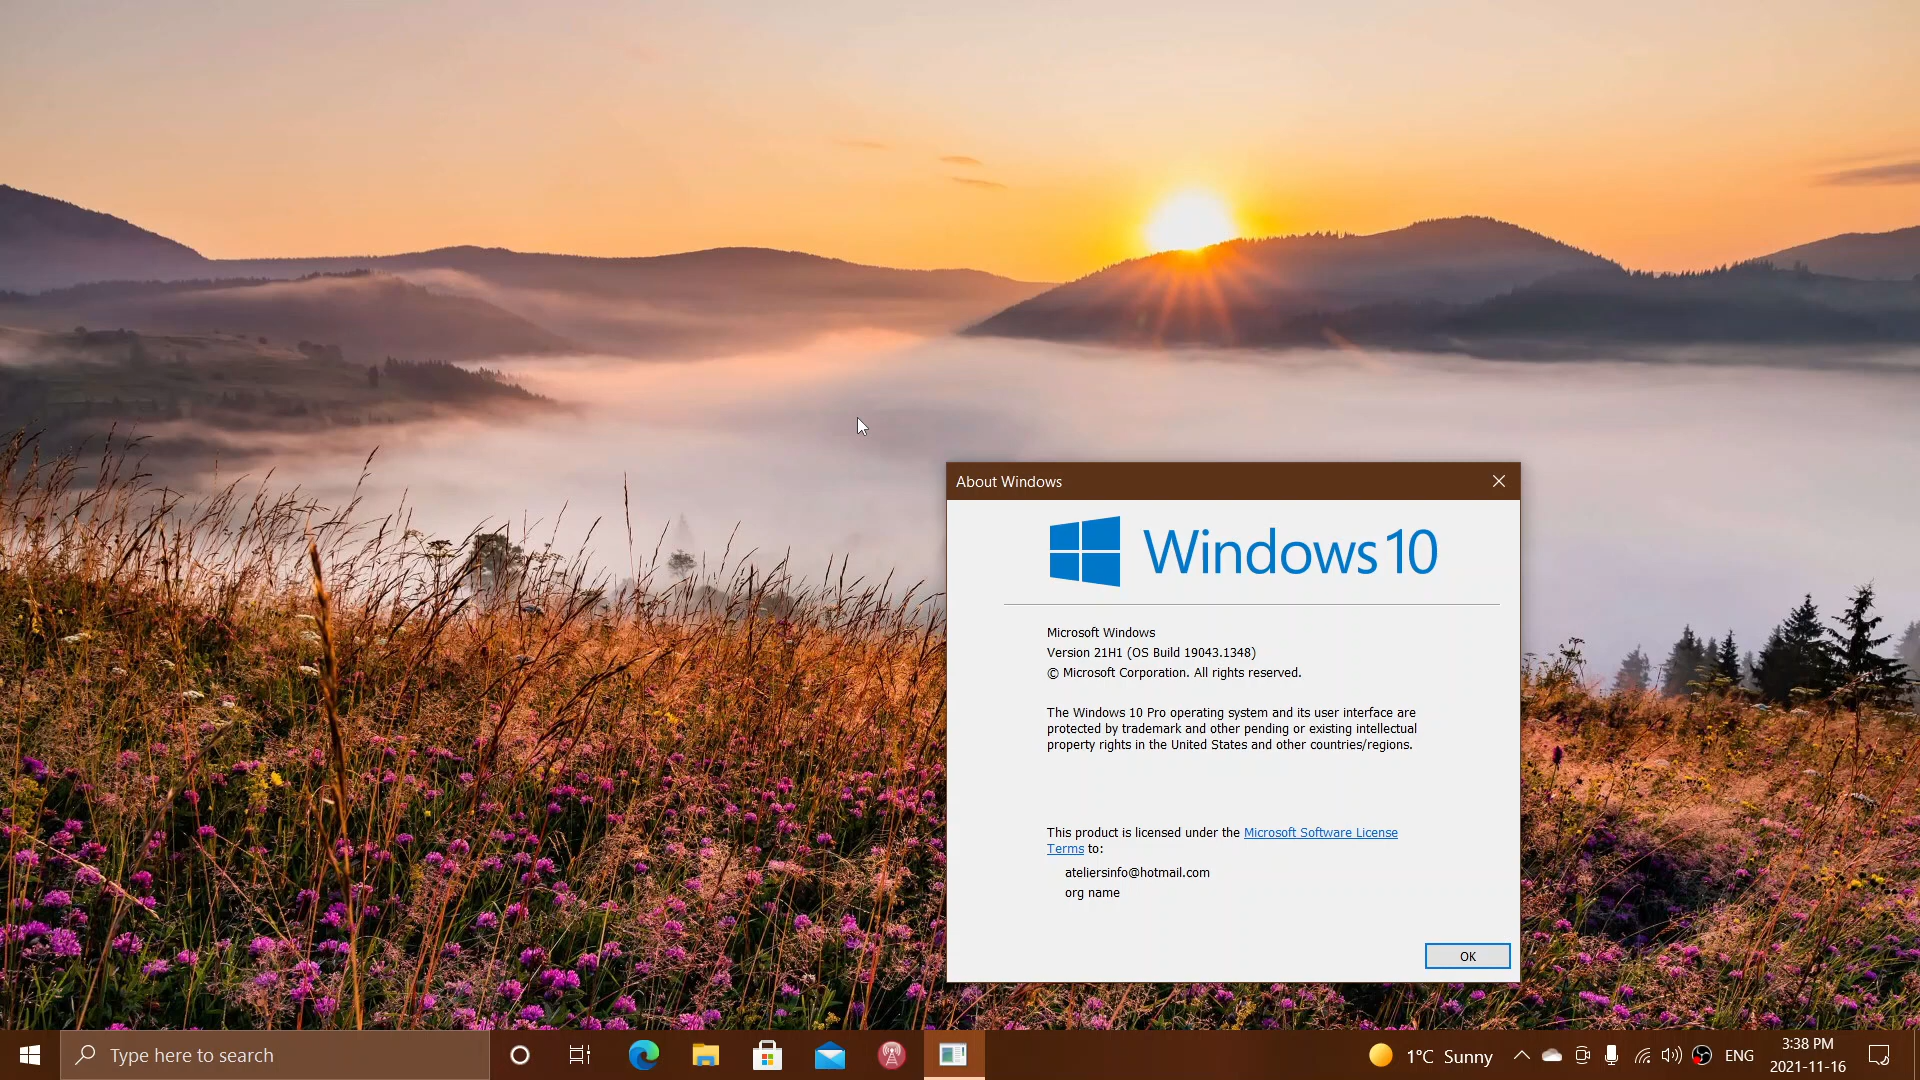 About Windows
Windows 10
Microsoft Windows
Version 21H1 (OS Build 19043.1348)
© Microsoft Corporation. All rights reserved.
The Windows 10 Pro operating system and its user interface are
protected by trademark and other pending or existing intellectual
property rights in the United States and other countries/regions.
This product is licensed under the Microsoft Software License
Terms to:
ateliersinfo@hotmail.com
org name
OK
Type here to search
1°C Sunny
ENG
3:38 PM
2021-11-16